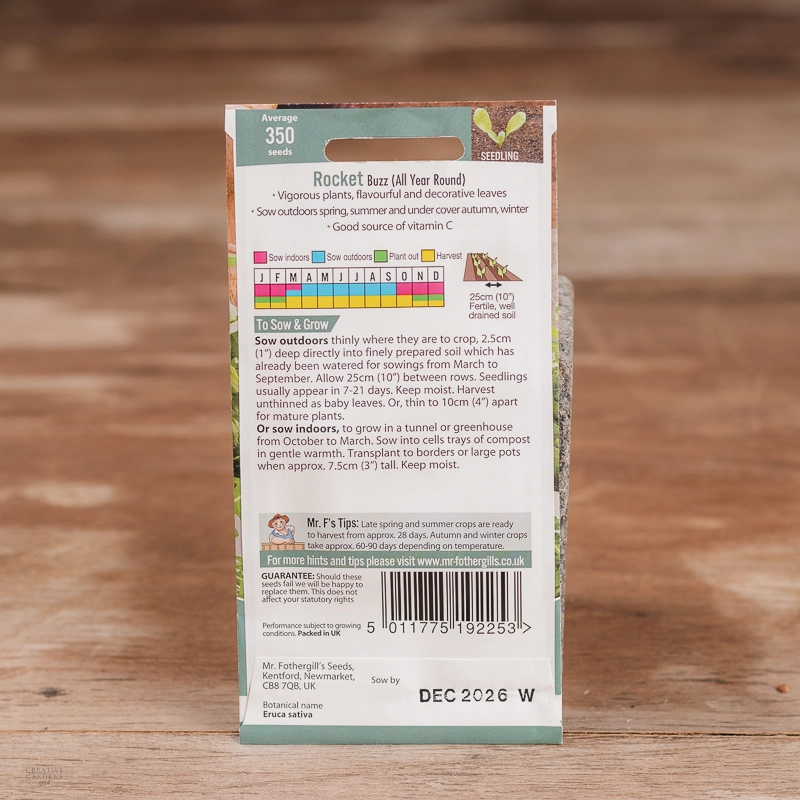 Average
350
seeds
SEEDLING
Rocket Buzz (All Year Round)
• Vigorous plants, flavourful and decorative leaves
• Sow outdoors spring, summer and under cover autumn, winter
• Good source of vitamin C
Sow indoors Sow outdoors Plant out Harvest
J F M A M J J A S O N D
25cm (10")
Fertile, well
drained soil
To Sow & Grow
Sow outdoors thinly where they are to crop, 2.5cm
(1") deep directly into finely prepared soil which has
already been watered for sowings from March to
September. Allow 25cm (10") between rows. Seedlings
usually appear in 7-21 days. Keep moist. Harvest
unthinned as baby leaves. Or, thin to 10cm (4") apart
for mature plants.
Or sow indoors, to grow in a tunnel or greenhouse
from October to March. Sow into cells trays of compost
in gentle warmth. Transplant to borders or large pots
when approx. 7.5cm (3") tall. Keep moist.
Mr. F's Tips: Late spring and summer crops are ready
to harvest from approx. 28 days. Autumn and winter crops
take approx. 60-90 days depending on temperature.
For more hints and tips please visit www.mr-fothergills.co.uk
GUARANTEE: Should these
seeds fail we will be happy to
replace them. This does not
affect your statutory rights
Performance subject to growing
conditions. Packed in UK
5 011775 192253 >
Mr. Fothergill's Seeds,
Kentford, Newmarket,
CB8 7QB, UK
Sow by
DEC 2026 W
Botanical name
Eruca sativa
CREATIVE
GARDENS